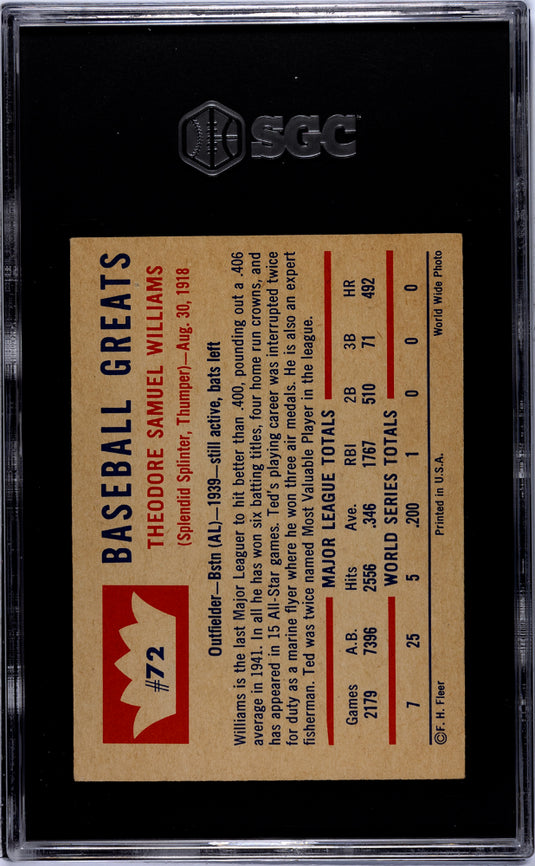 SGC
BASEBALL GREATS
#72
THEODORE SAMUEL WILLIAMS
(Splendid Splinter, Thumper)—Aug. 30, 1918
Outfielder—Bstn (AL)—1939—still active, bats left
Williams is the last Major Leaguer to hit better than .400, pounding out a .406
average in 1941. In all he has won six batting titles, four home run crowns, and
has appeared in 15 All-Star games. Ted's playing career was interrupted twice
for duty as a marine flyer where he won three air medals. He is also an expert
fisherman. Ted was twice named Most Valuable Player in the league.
MAJOR LEAGUE TOTALS
Games A.B. Hits Ave. RBI 2B 3B HR
2179 7396 2556 .346 1767 510 71 492
WORLD SERIES TOTALS
7 25 5 .200 1 0 0 0
©F. H. Fleer Printed in U.S.A. World Wide Photo